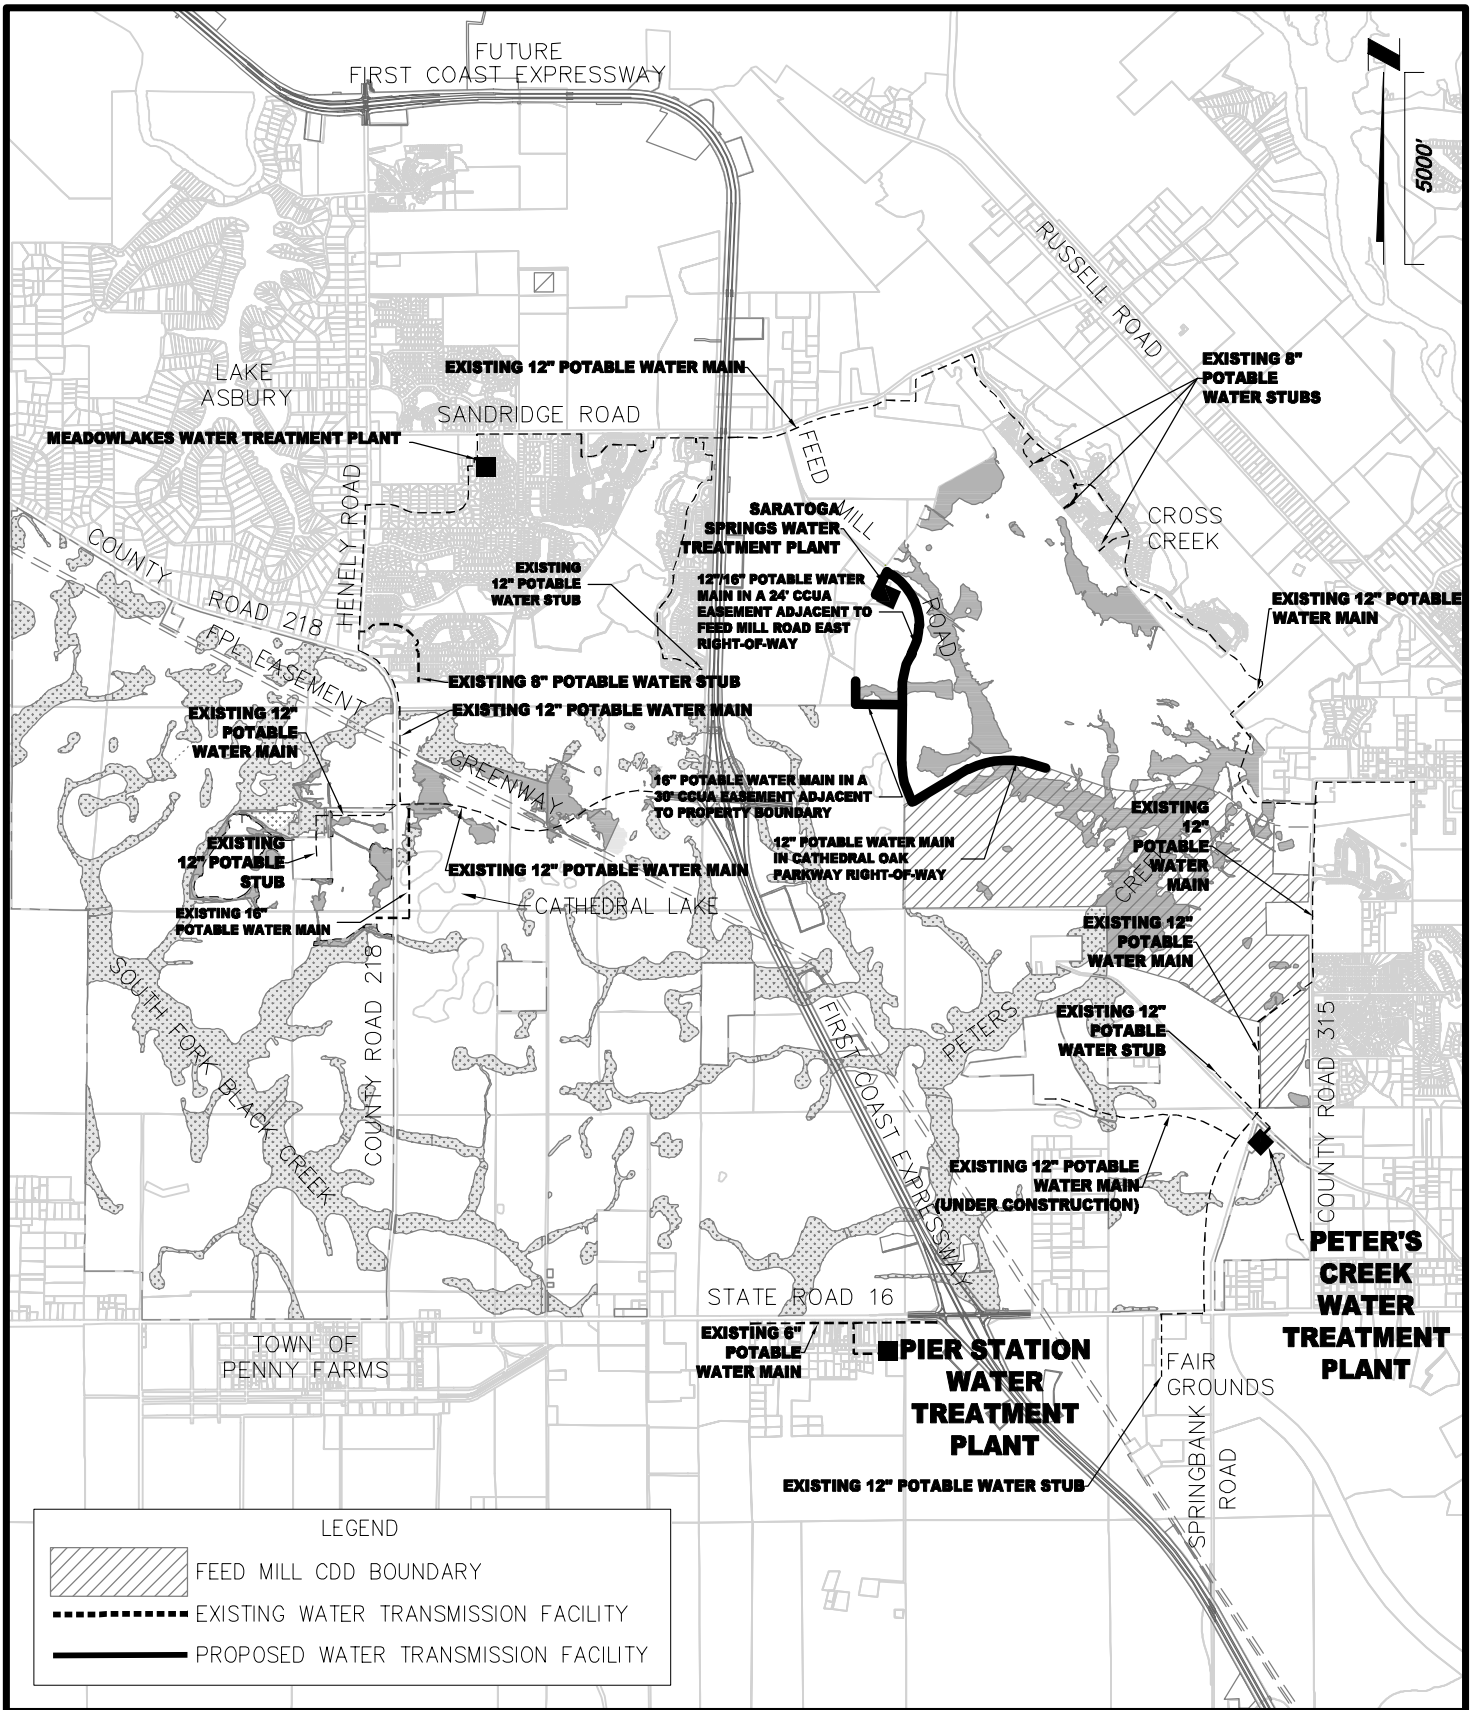 FUTURE
FIRST COAST EXPRESSWAY
5000'
RUSSELL ROAD
EXISTING 12" POTABLE WATER MAIN
EXISTING 8"
POTABLE
WATER STUBS
LAKE
ASBURY
SANDRIDGE ROAD
MEADOWLAKES WATER TREATMENT PLANT
HENELY ROAD
FEED MILL ROAD
SARATOGA
SPRINGS WATER
TREATMENT PLANT
CROSS
CREEK
COUNTY ROAD 218
EXISTING
12" POTABLE
WATER STUB
12"/16" POTABLE WATER
MAIN IN A 24' CCUA
EASEMENT ADJACENT TO
FEED MILL ROAD EAST
RIGHT-OF-WAY
EXISTING 12" POTABLE
WATER MAIN
FPL EASEMENT
EXISTING 8" POTABLE WATER STUB
EXISTING 12" POTABLE WATER MAIN
EXISTING 12"
POTABLE
WATER MAIN
GREENWAY
16" POTABLE WATER MAIN IN A
30' CCUA EASEMENT ADJACENT
TO PROPERTY BOUNDARY
EXISTING
12"
POTABLE
WATER
MAIN
EXISTING
12" POTABLE
STUB
EXISTING 12" POTABLE WATER MAIN
12" POTABLE WATER MAIN
IN CATHEDRAL OAK
PARKWAY RIGHT-OF-WAY
EXISTING 16"
POTABLE WATER MAIN
CATHEDRAL LAKE
EXISTING 12"
POTABLE
WATER MAIN
SOUTH FORK BLACK CREEK
COUNTY ROAD 218
FIRST COAST EXPRESSWAY
PETERS CREEK
EXISTING 12"
POTABLE
WATER STUB
COUNTY ROAD 315
EXISTING 12" POTABLE
WATER MAIN
(UNDER CONSTRUCTION)
PETER'S
CREEK
WATER
TREATMENT
PLANT
STATE ROAD 16
EXISTING 6"
POTABLE
WATER MAIN
PIER STATION
WATER
TREATMENT
PLANT
TOWN OF
PENNY FARMS
FAIR
GROUNDS
SPRINGBANK
ROAD
EXISTING 12" POTABLE WATER STUB
LEGEND
FEED MILL CDD BOUNDARY
EXISTING WATER TRANSMISSION FACILITY
PROPOSED WATER TRANSMISSION FACILITY